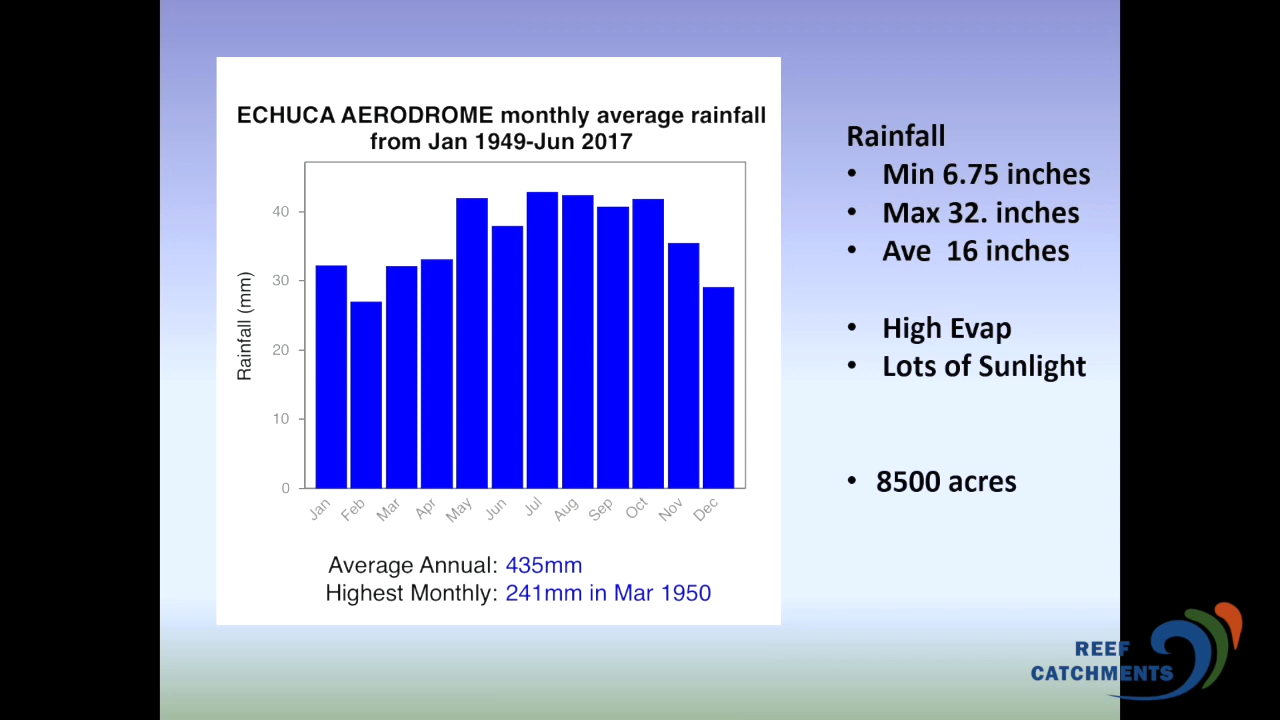 ECHUCA AERODROME monthly average rainfall
from Jan 1949-Jun 2017
Rainfall (mm)
40
30
20
10
0
Jan Feb Mar Apr May Jun Jul Aug Sep Oct Nov Dec
Average Annual: 435mm
Highest Monthly: 241mm in Mar 1950
Rainfall
• Min 6.75 inches
• Max 32. inches
• Ave 16 inches
• High Evap
• Lots of Sunlight
• 8500 acres
REEF
CATCHMENTS